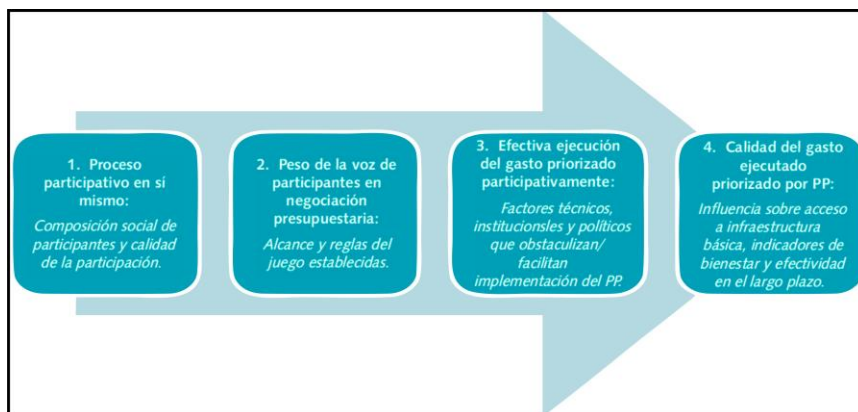 1. Proceso
participativo en sí
mismo:
Composición social de
participantes y calidad
de la participación.
2. Peso de la voz de
participantes en
negociación
presupuestaria:
Alcance y reglas del
juego establecidas.
3. Efectiva ejecución
del gasto priorizado
participativamente:
Factores técnicos,
institucionsles y políticos
que obstaculizan/
facilitan
implementación del PP.
4. Calidad del gasto
ejecutado
priorizado por PP:
Influencia sobre acceso
a infraestructura
básica, indicadores de
bienestar y efectividad
en el largo plazo.